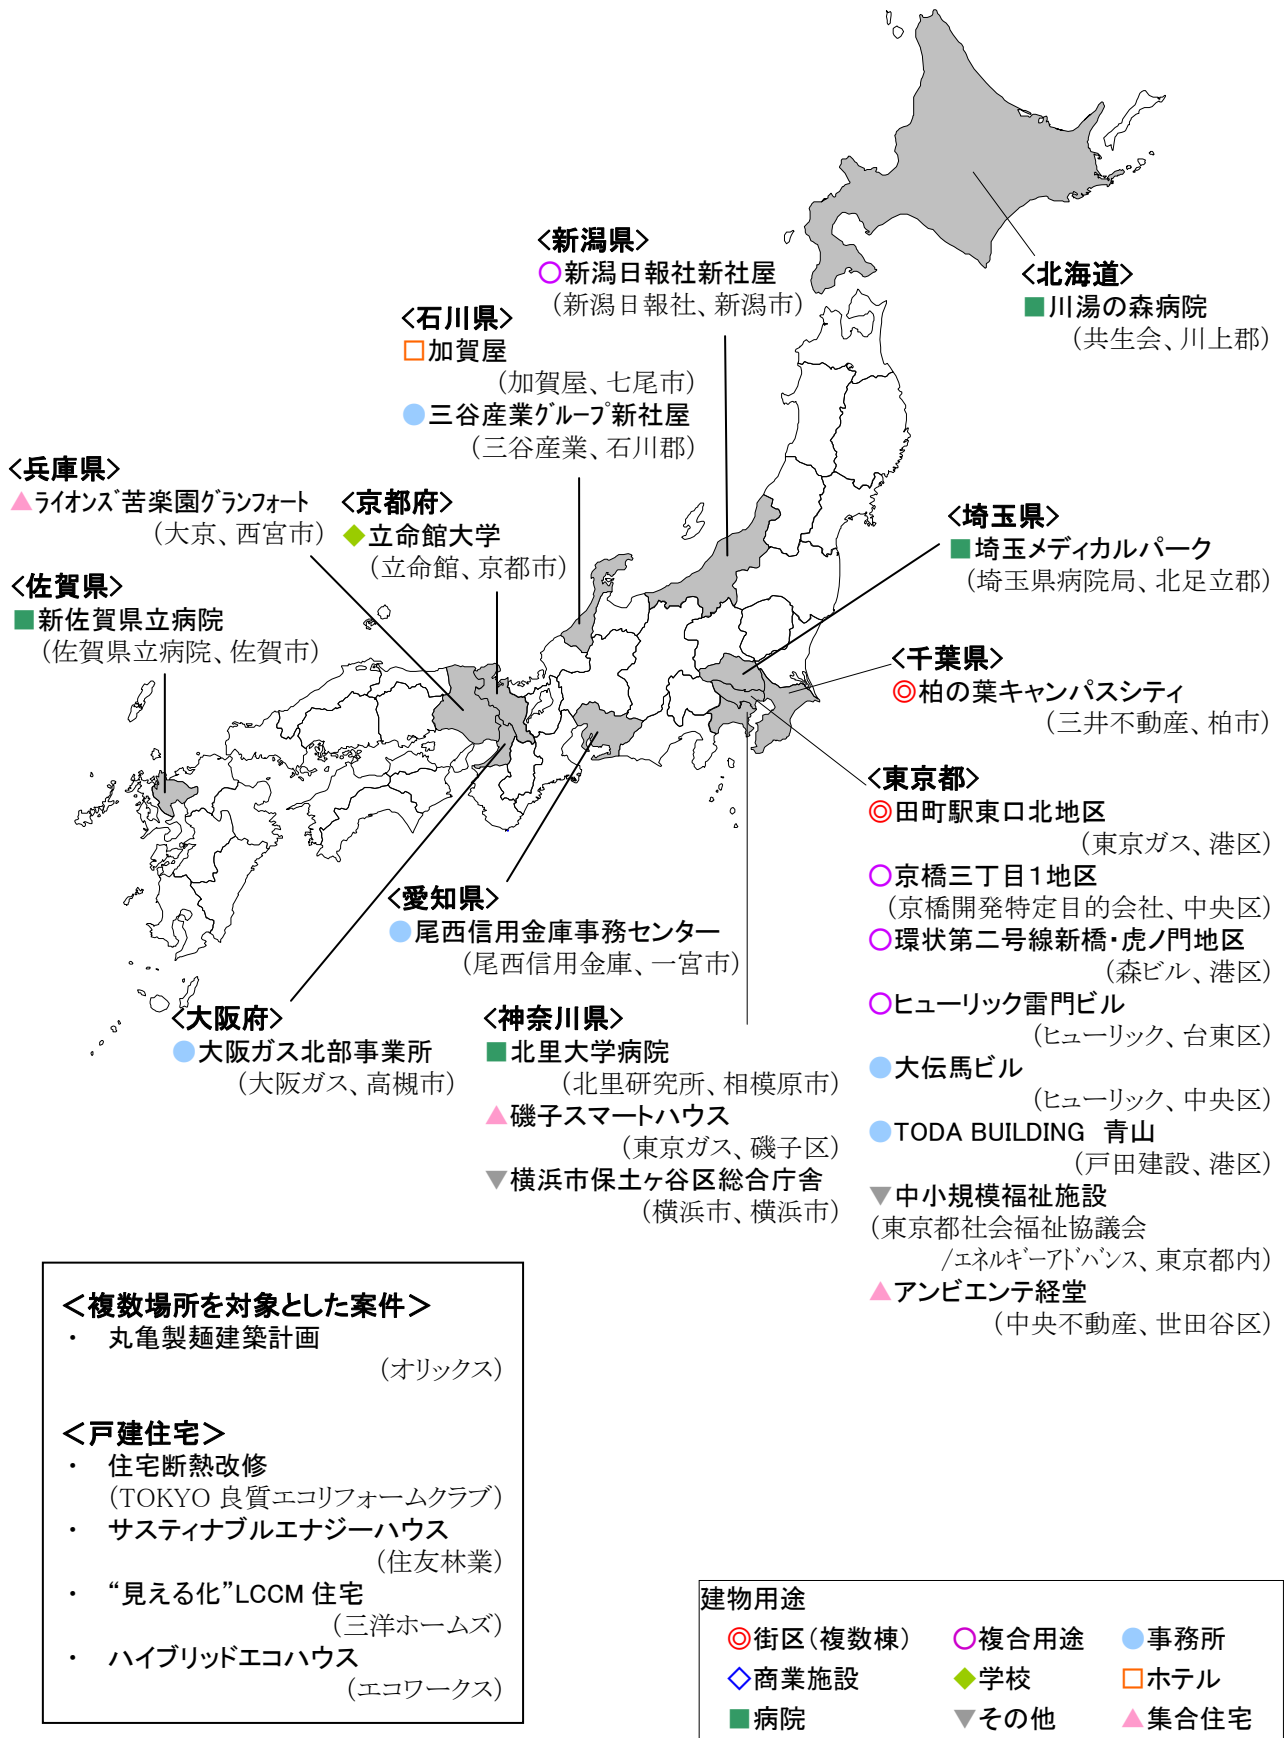 <新潟県>
○新潟日報社新社屋
(新潟日報社、新潟市)
<北海道>
■川湯の森病院
(共生会、川上郡)
<石川県>
□加賀屋
(加賀屋、七尾市)
●三谷産業ｸﾞﾙｰﾌﾟ新社屋
(三谷産業、石川郡)
<兵庫県>
▲ﾗｲｵﾝｽﾞ苦楽園ｸﾞﾗﾝﾌｫｰﾄ
(大京、西宮市)
<京都府>
◆立命館大学
(立命館、京都市)
<佐賀県>
■新佐賀県立病院
(佐賀県立病院、佐賀市)
<埼玉県>
■埼玉メディカルパーク
(埼玉県病院局、北足立郡)
<千葉県>
◎柏の葉キャンパスシティ
(三井不動産、柏市)
<東京都>
◎田町駅東口北地区
(東京ガス、港区)
○京橋三丁目1地区
(京橋開発特定目的会社、中央区)
○環状第二号線新橋・虎ノ門地区
(森ビル、港区)
○ヒューリック雷門ビル
(ヒューリック、台東区)
●大伝馬ビル
(ヒューリック、中央区)
●TODA BUILDING 青山
(戸田建設、港区)
▼中小規模福祉施設
(東京都社会福祉協議会
/ｴﾈﾙｷﾞｰｱﾄﾞﾊﾞﾝｽ、東京都内)
▲アンビエンテ経堂
(中央不動産、世田谷区)
<愛知県>
●尾西信用金庫事務センター
(尾西信用金庫、一宮市)
<大阪府>
●大阪ガス北部事業所
(大阪ガス、高槻市)
<神奈川県>
■北里大学病院
(北里研究所、相模原市)
▲磯子スマートハウス
(東京ガス、磯子区)
▼横浜市保土ヶ谷区総合庁舎
(横浜市、横浜市)
＜複数場所を対象とした案件＞
・ 丸亀製麺建築計画
(オリックス)
＜戸建住宅＞
・ 住宅断熱改修
(TOKYO 良質エコリフォームクラブ)
・ サスティナブルエナジーハウス
(住友林業)
・ “見える化”LCCM 住宅
(三洋ホームズ)
・ ハイブリッドエコハウス
(エコワークス)
建物用途
◎街区(複数棟) ○複合用途 ●事務所
◇商業施設 ◆学校 □ホテル
■病院 ▼その他 ▲集合住宅